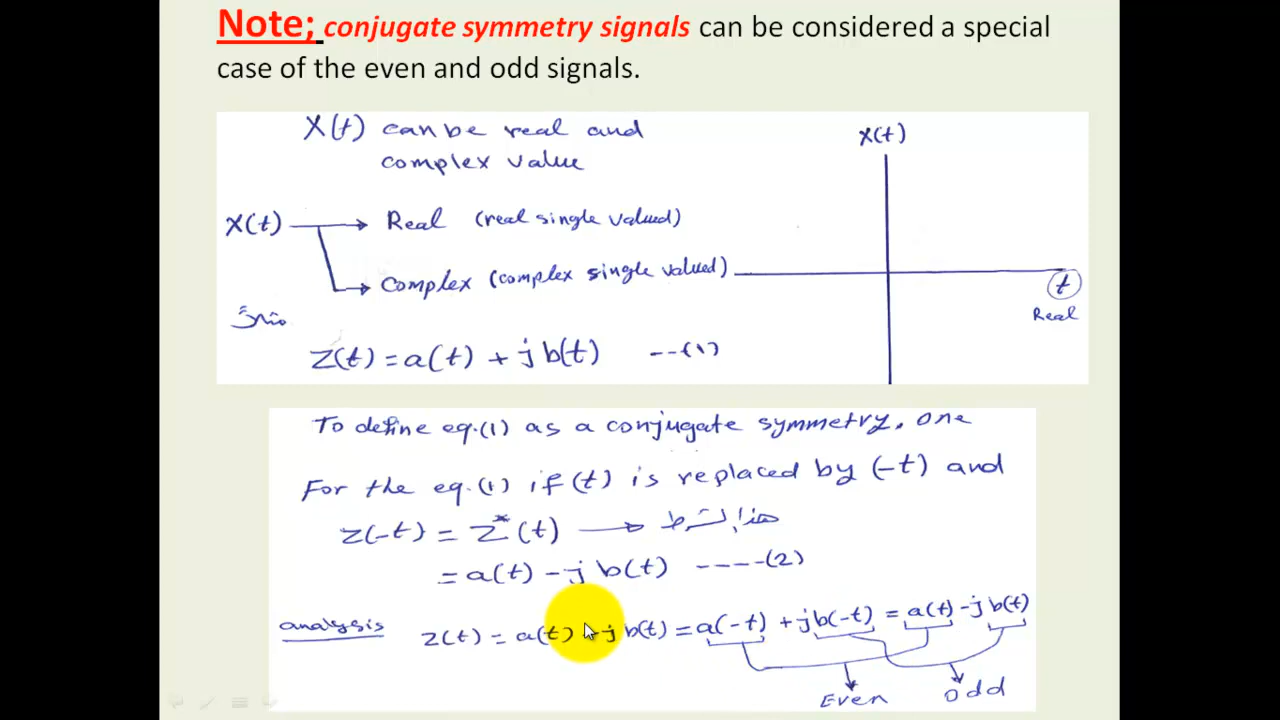 Note; conjugate symmetry signals can be considered a special
case of the even and odd signals.
X(t) can be real and
complex value
X(t)
X(t) → Real (real single valued)
→ Complex (complex single valued)
t
Real
Z(t) = a(t) + j b(t) ---(1)
To define eq.(1) as a conjugate symmetry, one
For the eq.(1) if (t) is replaced by (-t) and
Z(-t) = Z*(t) → هذا الشرط
= a(t) - j b(t) -----(2)
analysis Z(t) = a(t) - j b(t) = a(-t) + j b(-t) = a(t) - j b(t)
Even odd